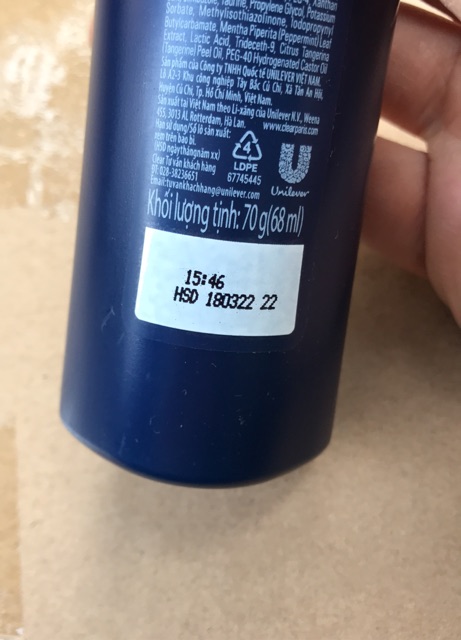 Taurine, Propylene Glycol, Potassium
Sorbate, Methylisothiazolinone, Iodopropynyl
Butylcarbamate, Mentha Piperita (Peppermint) Leaf
Extract, Lactic Acid, Trideceth-9, Citrus Tangerina
(Tangerine) Peel Oil, PEG-40 Hydrogenated Castor Oil
Sản phẩm của Công ty TNHH Quốc tế UNILEVER VIỆT NAM.
Lô A2-3 Khu công nghiệp Tây Bắc Củ Chi, Xã Tân An Hội,
Huyện Củ Chi, Tp. Hồ Chí Minh, Việt Nam.
Sản xuất tại Việt Nam theo Li-xăng của Unilever N.V., Weena
455, 3013 AL Rotterdam, Hà Lan.
www.clearparis.com
Hạn sử dụng/Số lô sản xuất:
xem trên bao bì.
(HSD ngày tháng năm xx)
Clear Tư vấn khách hàng
ĐT: 028-38236651
Email:tuvankhachhang@unilever.com
4
LDPE
67745445
Unilever
Khối lượng tịnh: 70 g(68 ml)
15:46
HSD 180322 22